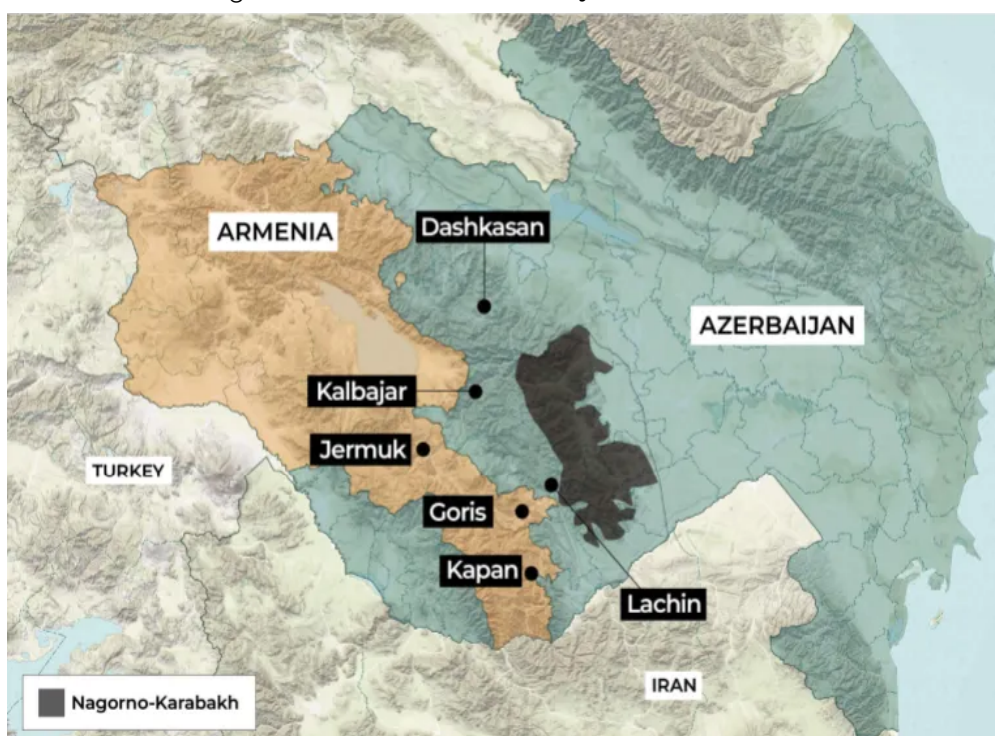 ARMENIA
Dashkasan
AZERBAIJAN
Kalbajar
Jermuk
TURKEY
Goris
Kapan
Lachin
IRAN
Nagorno-Karabakh